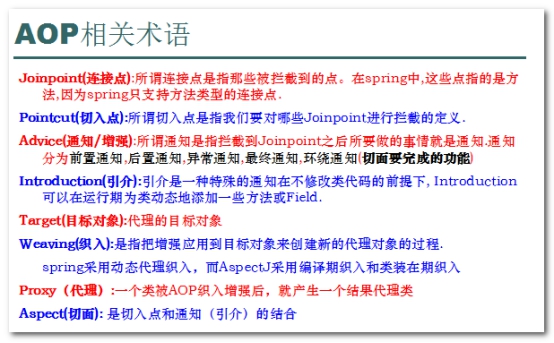 AOP相关术语
Joinpoint(连接点):所谓连接点是指那些被拦截到的点。在spring中,这些点指的是方
法,因为spring只支持方法类型的连接点.
Pointcut(切入点):所谓切入点是指我们要对哪些Joinpoint进行拦截的定义.
Advice(通知/增强):所谓通知是指拦截到Joinpoint之后所要做的事情就是通知.通知
分为前置通知,后置通知,异常通知,最终通知,环绕通知(切面要完成的功能)
Introduction(引介):引介是一种特殊的通知在不修改类代码的前提下, Introduction
可以在运行期为类动态地添加一些方法或Field.
Target(目标对象):代理的目标对象
Weaving(织入):是指把增强应用到目标对象来创建新的代理对象的过程.
spring采用动态代理织入，而AspectJ采用编译期织入和类装在期织入
Proxy（代理）:一个类被AOP织入增强后，就产生一个结果代理类
Aspect(切面): 是切入点和通知（引介）的结合